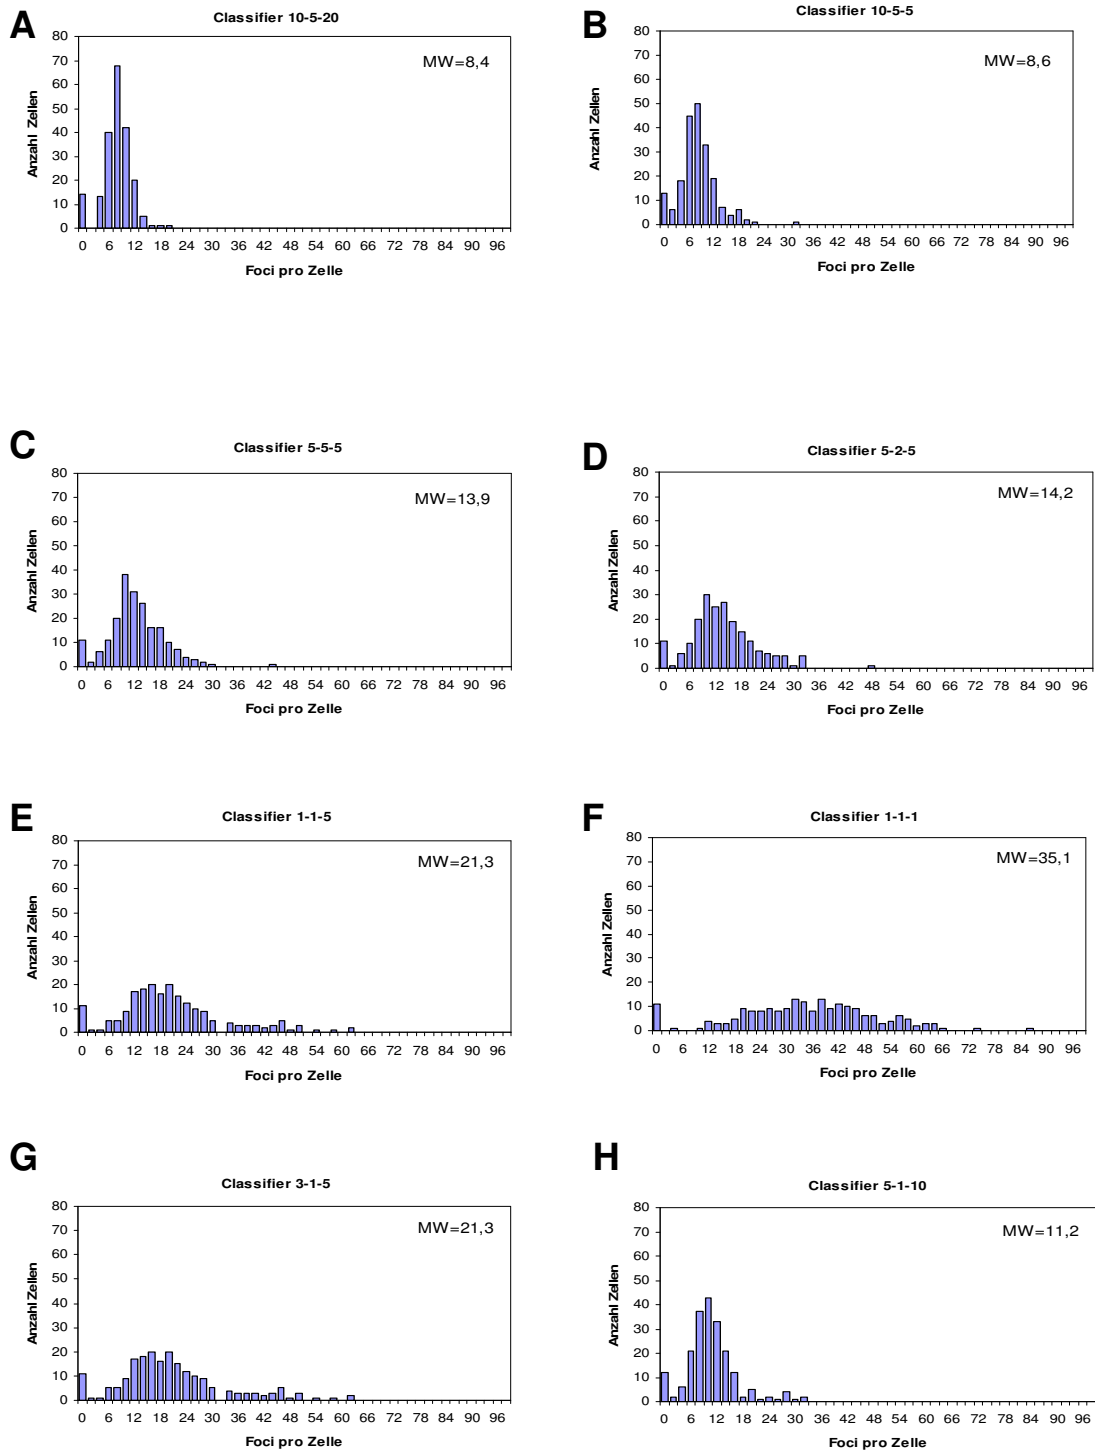 A
Classifier 10-5-20
MW=8,4
Anzahl Zellen
80
70
60
50
40
30
20
10
0
0 6 12 18 24 30 36 42 48 54 60 66 72 78 84 90 96
Foci pro Zelle
B
Classifier 10-5-5
MW=8,6
Anzahl Zellen
80
70
60
50
40
30
20
10
0
0 6 12 18 24 30 36 42 48 54 60 66 72 78 84 90 96
Foci pro Zelle
C
Classifier 5-5-5
MW=13,9
Anzahl Zellen
80
70
60
50
40
30
20
10
0
0 6 12 18 24 30 36 42 48 54 60 66 72 78 84 90 96
Foci pro Zelle
D
Classifier 5-2-5
MW=14,2
Anzahl Zellen
80
70
60
50
40
30
20
10
0
0 6 12 18 24 30 36 42 48 54 60 66 72 78 84 90 96
Foci pro Zelle
E
Classifier 1-1-5
MW=21,3
Anzahl Zellen
80
70
60
50
40
30
20
10
0
0 6 12 18 24 30 36 42 48 54 60 66 72 78 84 90 96
Foci pro Zelle
F
Classifier 1-1-1
MW=35,1
Anzahl Zellen
80
70
60
50
40
30
20
10
0
0 6 12 18 24 30 36 42 48 54 60 66 72 78 84 90 96
Foci pro Zelle
G
Classifier 3-1-5
MW=21,3
Anzahl Zellen
80
70
60
50
40
30
20
10
0
0 6 12 18 24 30 36 42 48 54 60 66 72 78 84 90 96
Foci pro Zelle
H
Classifier 5-1-10
MW=11,2
Anzahl Zellen
80
70
60
50
40
30
20
10
0
0 6 12 18 24 30 36 42 48 54 60 66 72 78 84 90 96
Foci pro Zelle